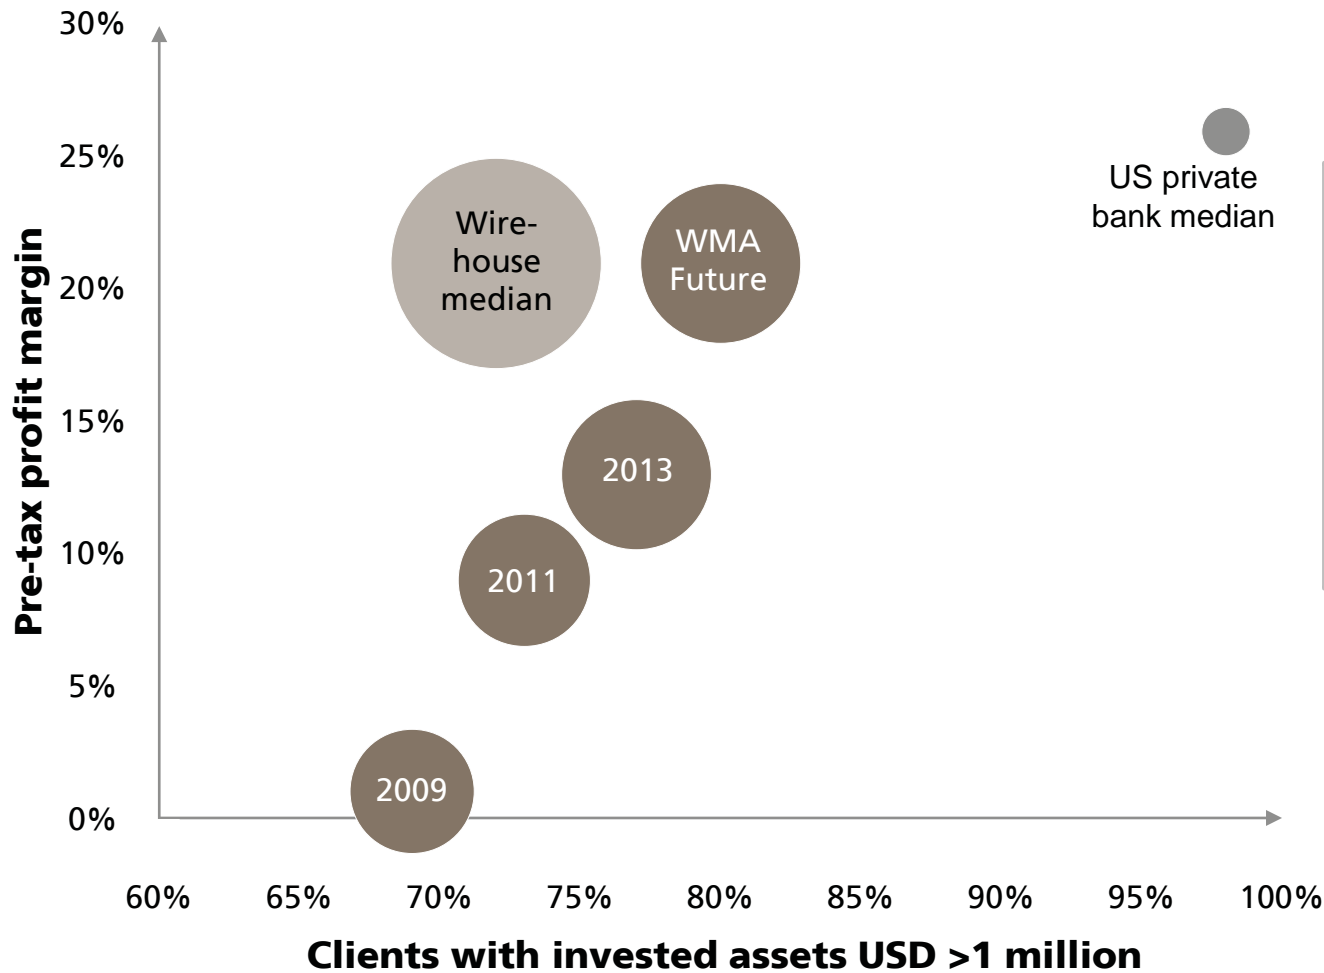 30%
25%
20%
15%
10%
5%
0%
Pre-tax profit margin
Wire-
house
median
WMA
Future
US private
bank median
2013
2011
2009
60%
65%
70%
75%
80%
85%
90%
95%
100%
Clients with invested assets USD >1 million